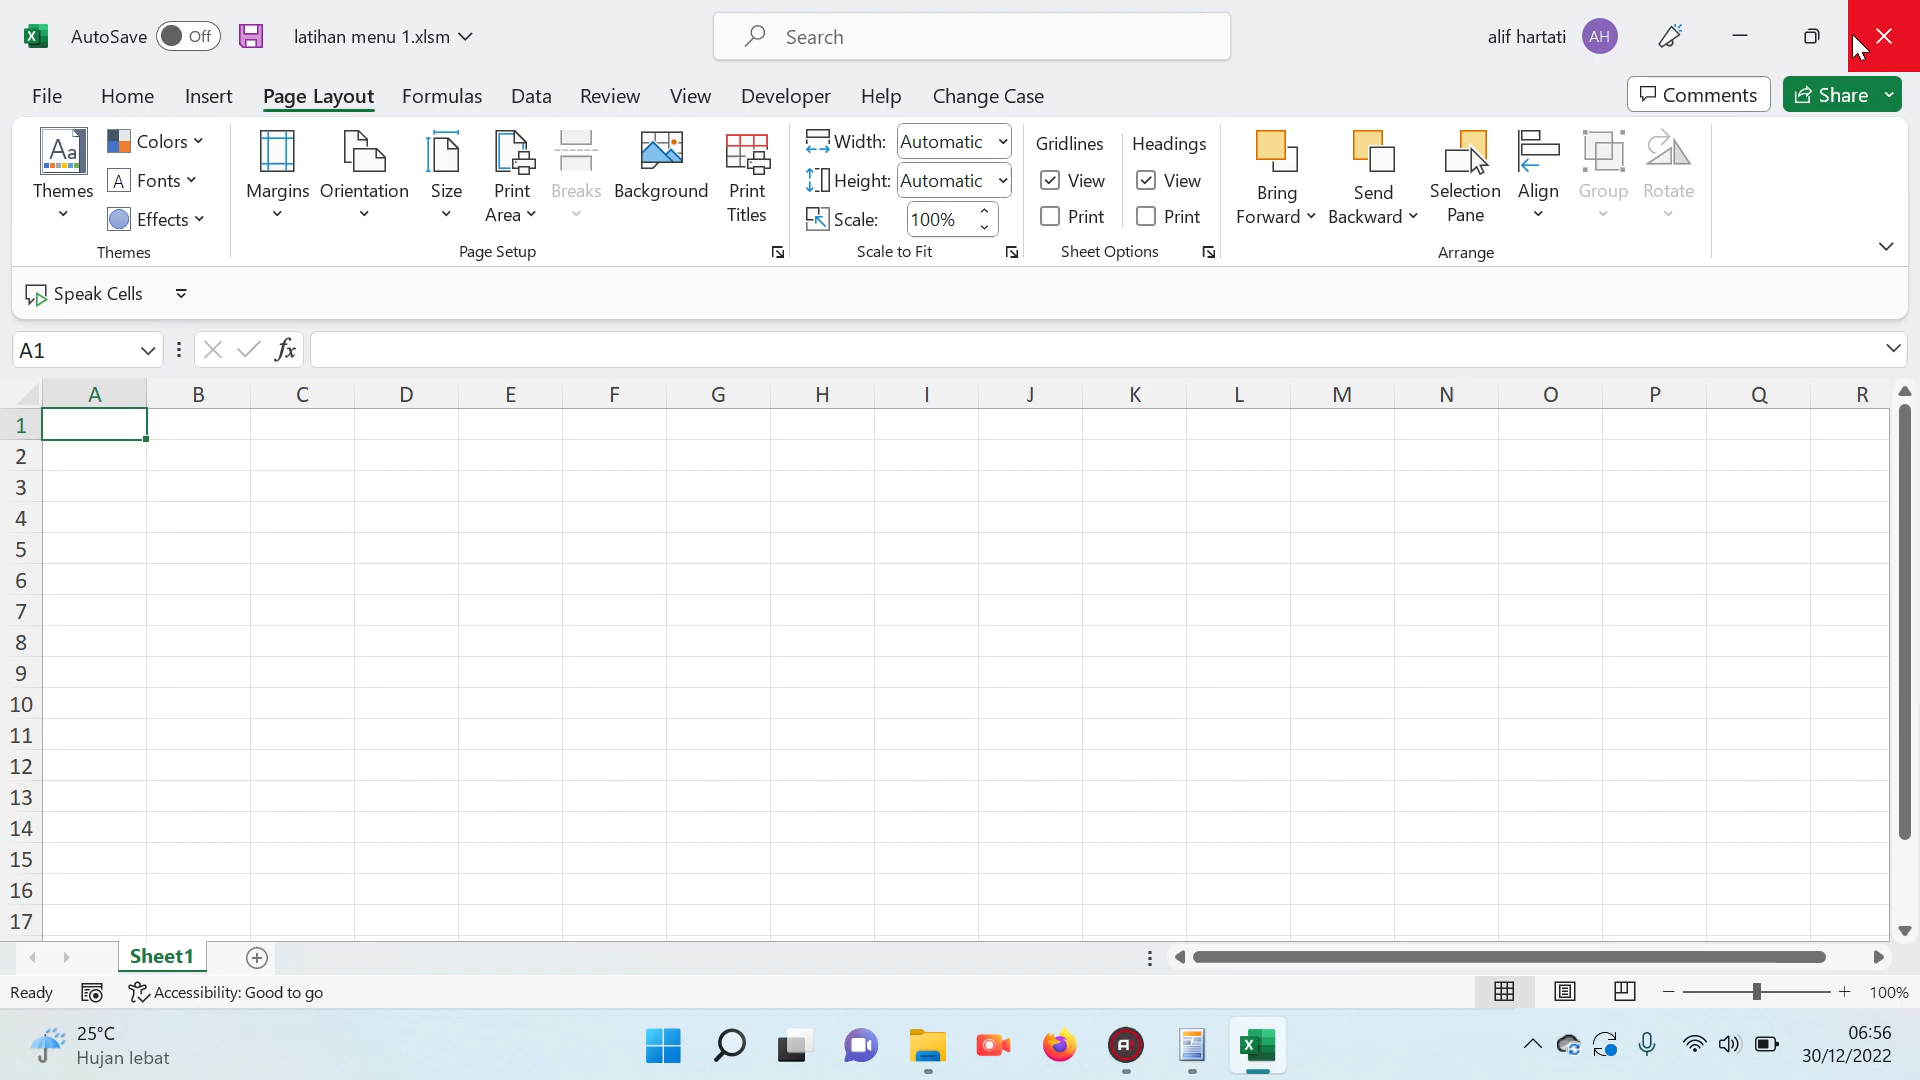 AutoSave Off latihan menu 1.xlsm Search alif hartati AH
File Home Insert Page Layout Formulas Data Review View Developer Help Change Case Comments Share
Themes Colors Fonts Effects Themes
Margins Orientation Size Print Area Breaks Background Print Titles Page Setup
Width: Automatic
Height: Automatic
Scale: 100%
Scale to Fit
Gridlines Headings
View View
Print Print
Sheet Options
Bring Forward Send Backward Selection Pane Align Group Rotate
Arrange
Speak Cells
A1 fx
A B C D E F G H I J K L M N O P Q R
1
2
3
4
5
6
7
8
9
10
11
12
13
14
15
16
17
Sheet1
Ready Accessibility: Good to go 100%
25°C 06:56
Hujan lebat 30/12/2022